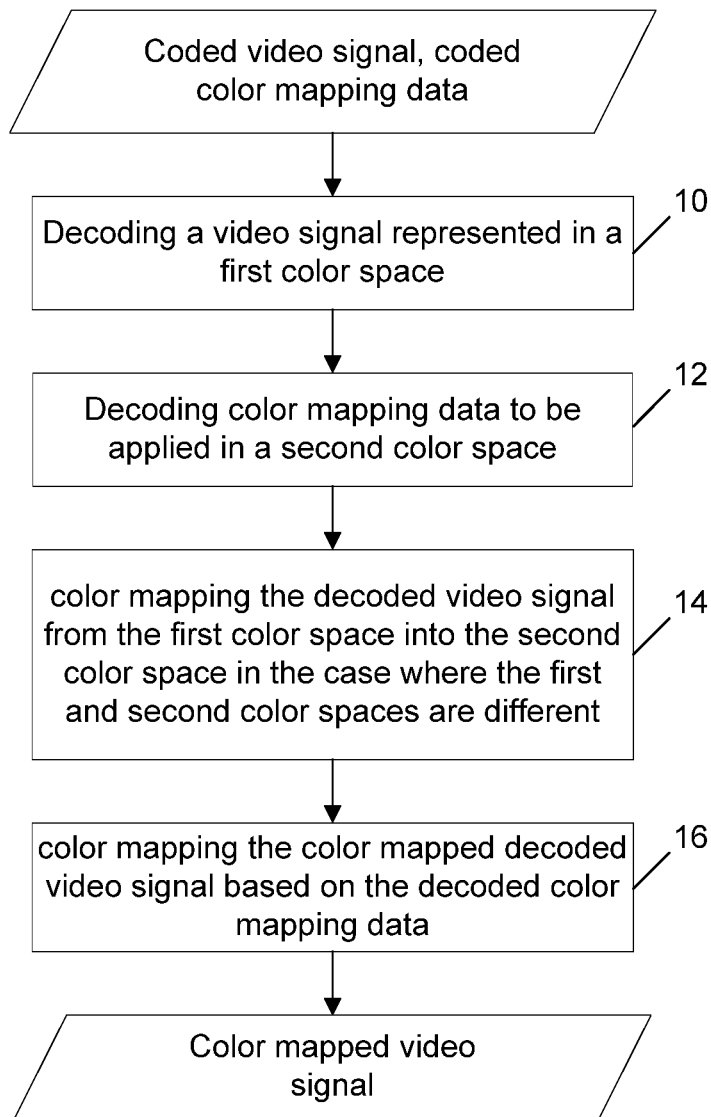 Coded video signal, coded
color mapping data
10
Decoding a video signal represented in a
first color space
12
Decoding color mapping data to be
applied in a second color space
14
color mapping the decoded video signal
from the first color space into the second
color space in the case where the first
and second color spaces are different
16
color mapping the color mapped decoded
video signal based on the decoded color
mapping data
Color mapped video
signal